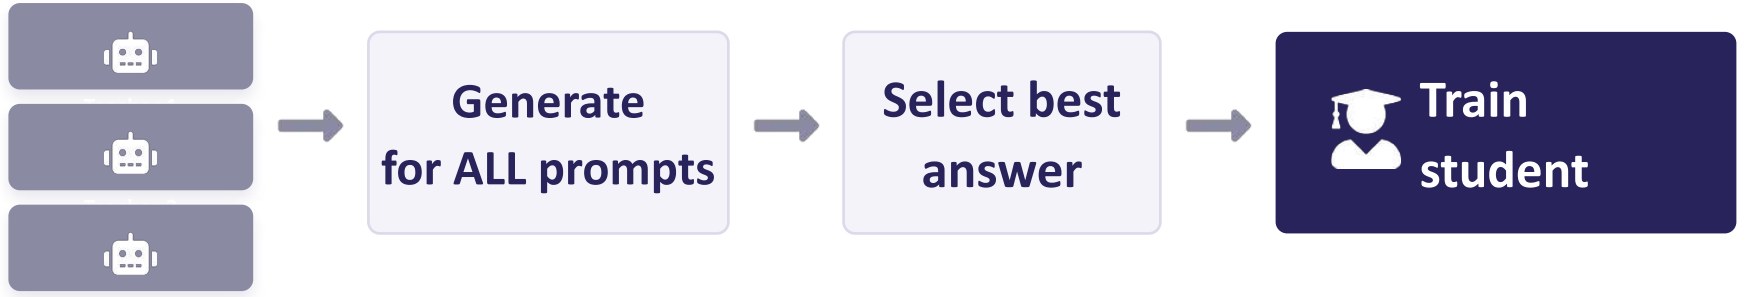 Generate
for ALL prompts
Select best
answer
Train
student